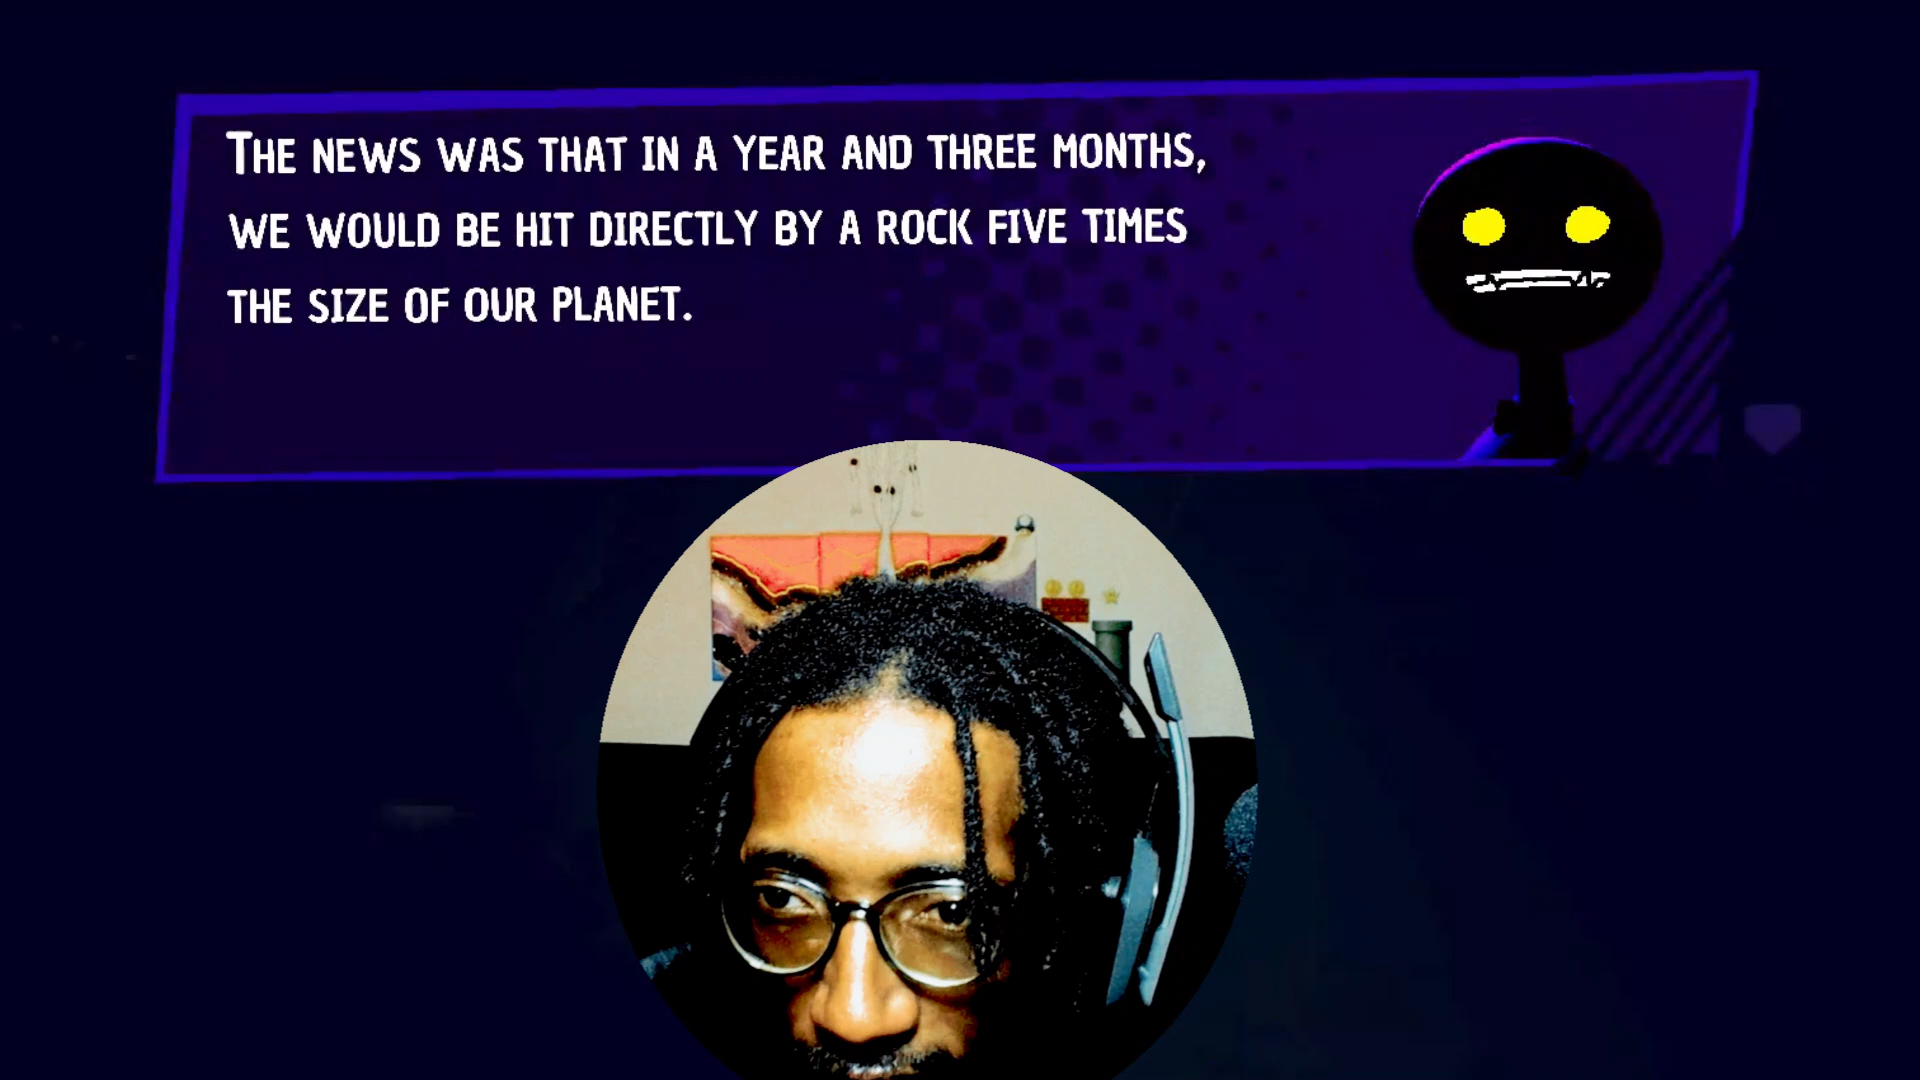 The news was that in a year and three months,
we would be hit directly by a rock five times
the size of our planet.